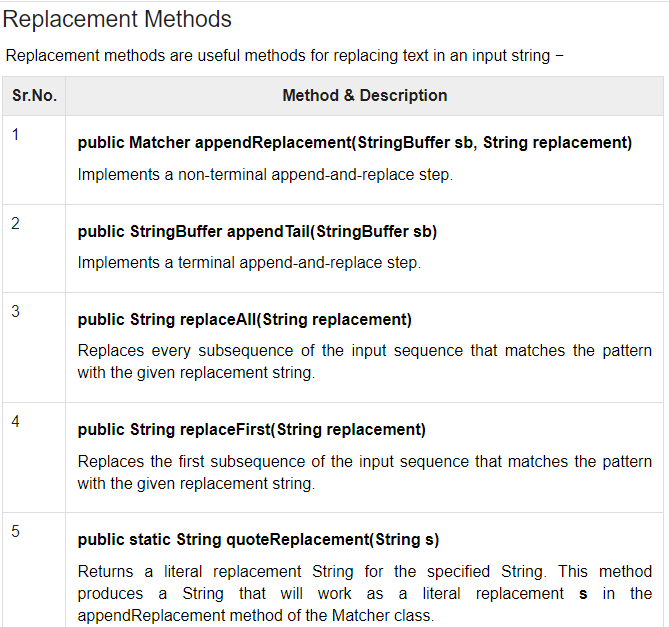 Replacement Methods
Replacement methods are useful methods for replacing text in an input string −
Sr.No. Method & Description
1
public Matcher appendReplacement(StringBuffer sb, String replacement)
Implements a non-terminal append-and-replace step.
2
public StringBuffer appendTail(StringBuffer sb)
Implements a terminal append-and-replace step.
3
public String replaceAll(String replacement)
Replaces every subsequence of the input sequence that matches the pattern
with the given replacement string.
4
public String replaceFirst(String replacement)
Replaces the first subsequence of the input sequence that matches the pattern
with the given replacement string.
5
public static String quoteReplacement(String s)
Returns a literal replacement String for the specified String. This method
produces a String that will work as a literal replacement s in the
appendReplacement method of the Matcher class.